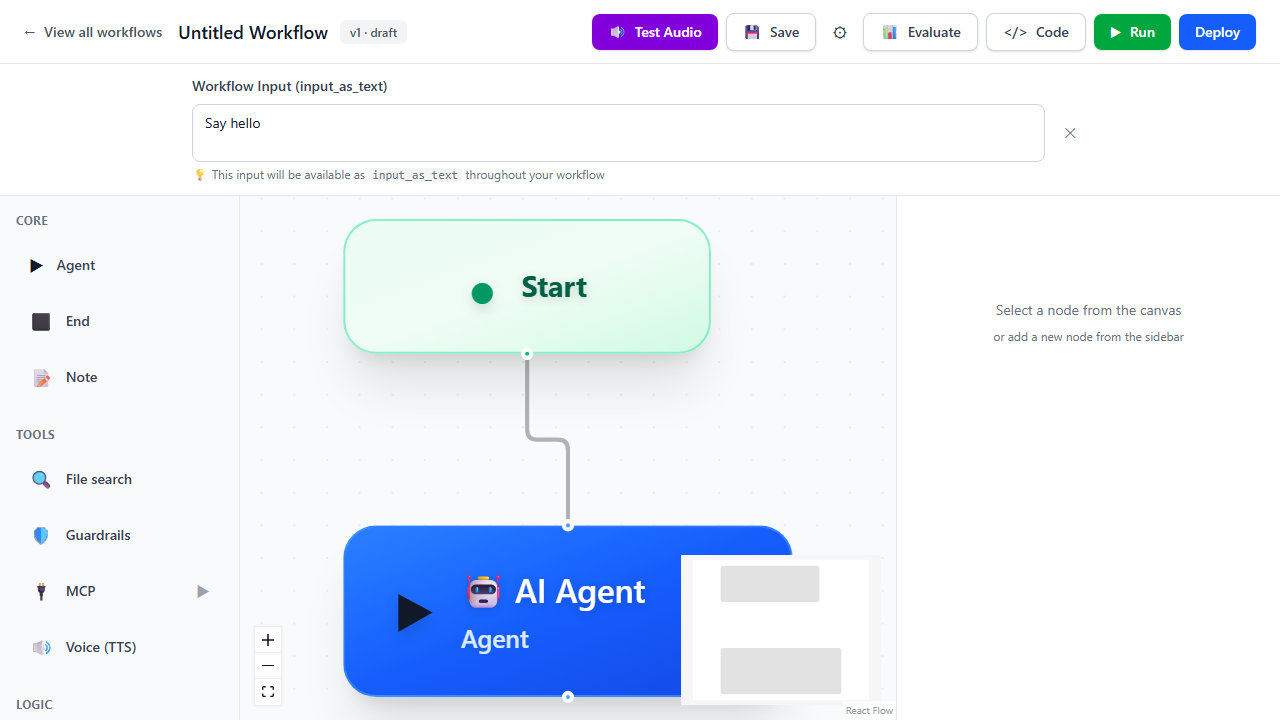 ← View all workflows Untitled Workflow v1 · draft Test Audio Save Evaluate </> Code Run Deploy
Workflow Input (input_as_text)
Say hello
This input will be available as input_as_text throughout your workflow
CORE
Agent
End
Note
TOOLS
File search
Guardrails
MCP
Voice (TTS)
LOGIC
Start
AI Agent
Agent
React Flow
Select a node from the canvas
or add a new node from the sidebar